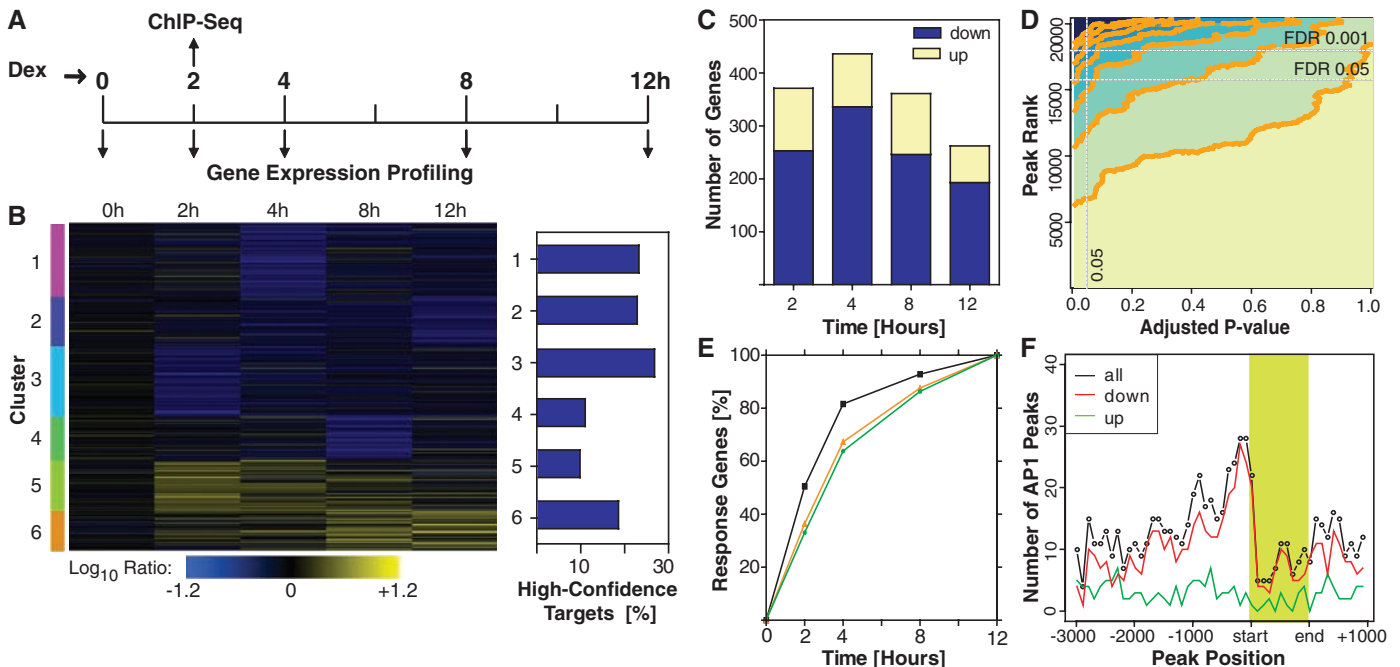 A
ChIP-Seq
Dex
0 2 4 8 12h
Gene Expression Profiling
B
0h 2h 4h 8h 12h
Cluster
1
2
3
4
5
6
Log10 Ratio:
-1.2 0 +1.2
1
2
3
4
5
6
10 30
High-Confidence
Targets [%]
C
Number of Genes
500
400
300
200
100
down
up
2 4 8 12
Time [Hours]
D
Peak Rank
20000
15000
10000
5000
FDR 0.001
FDR 0.05
0.05
0.0 0.2 0.4 0.6 0.8 1.0
Adjusted P-value
E
Response Genes [%]
100
80
60
40
20
0
0 2 4 8 12
Time [Hours]
F
Number of AP1 Peaks
40
30
20
10
0
all
down
up
-3000 -2000 -1000 start end +1000
Peak Position